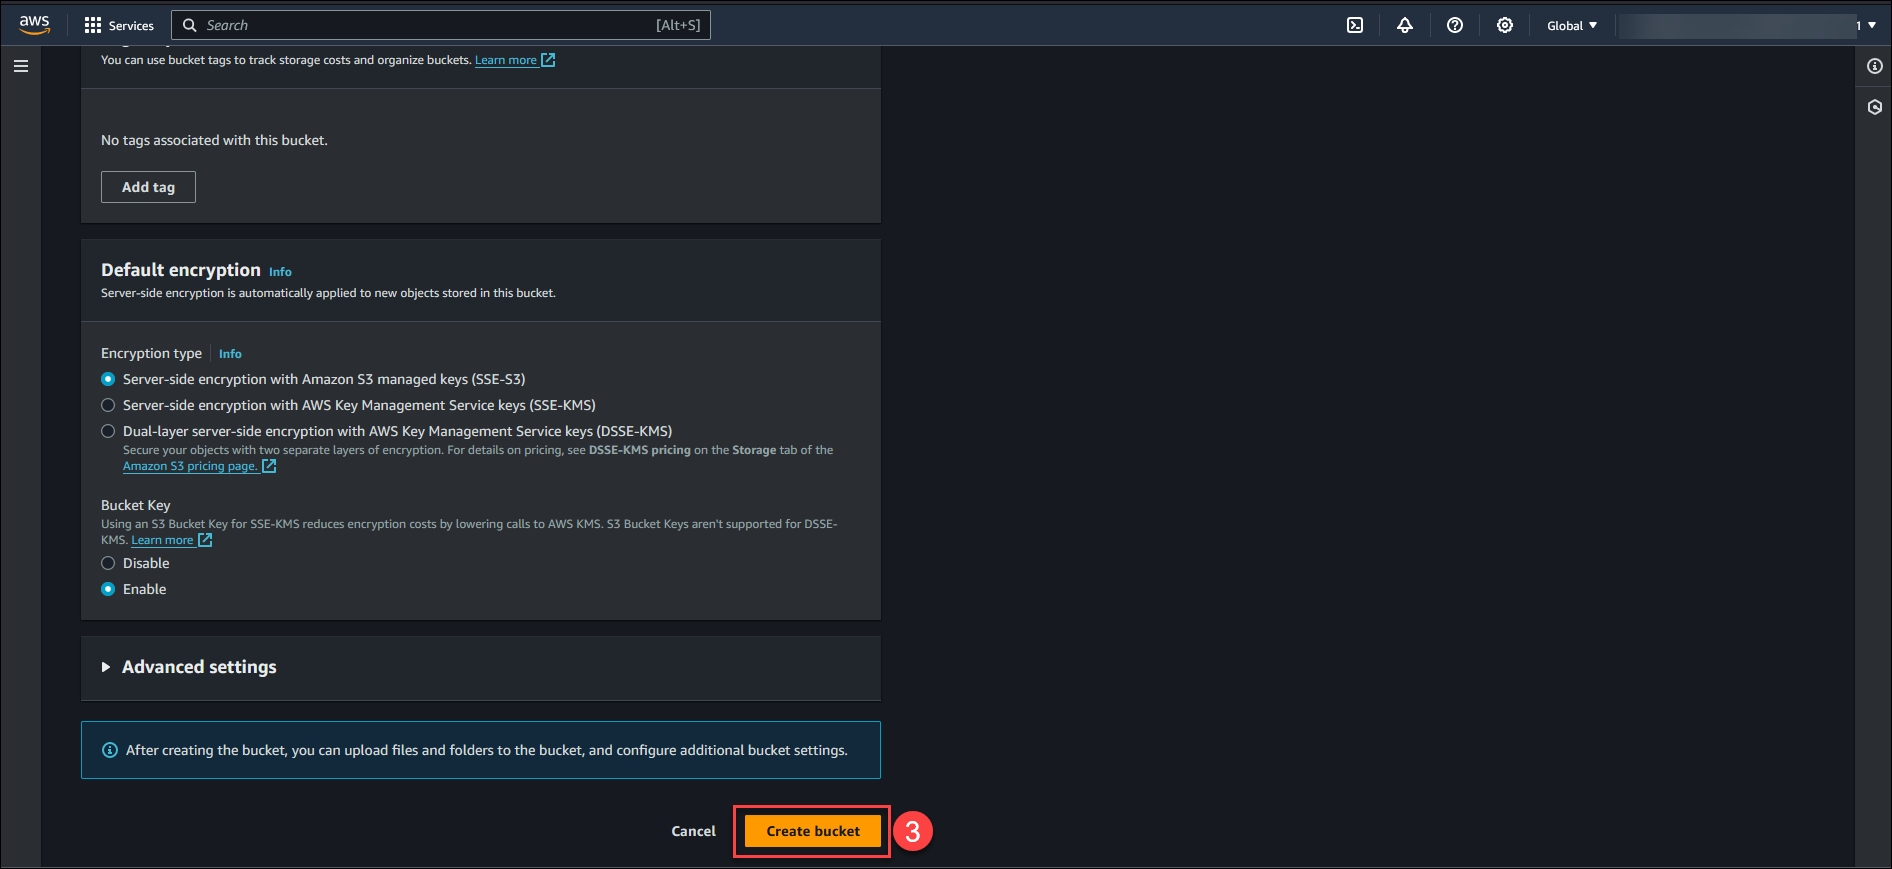 aws
Services
Search
[Alt+S]
Global
1
You can use bucket tags to track storage costs and organize buckets. Learn more
No tags associated with this bucket.
Add tag
Default encryption Info
Server-side encryption is automatically applied to new objects stored in this bucket.
Encryption type Info
Server-side encryption with Amazon S3 managed keys (SSE-S3)
Server-side encryption with AWS Key Management Service keys (SSE-KMS)
Dual-layer server-side encryption with AWS Key Management Service keys (DSSE-KMS)
Secure your objects with two separate layers of encryption. For details on pricing, see DSSE-KMS pricing on the Storage tab of the
Amazon S3 pricing page.
Bucket Key
Using an S3 Bucket Key for SSE-KMS reduces encryption costs by lowering calls to AWS KMS. S3 Bucket Keys aren't supported for DSSE-
KMS. Learn more
Disable
Enable
Advanced settings
After creating the bucket, you can upload files and folders to the bucket, and configure additional bucket settings.
Cancel
Create bucket
3